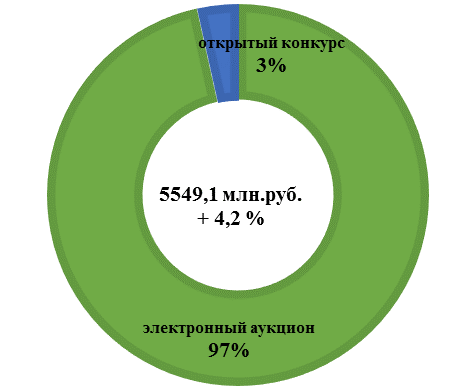 открытый конкурс
3%
5549,1 млн.руб.
+ 4,2 %
электронный аукцион
97%